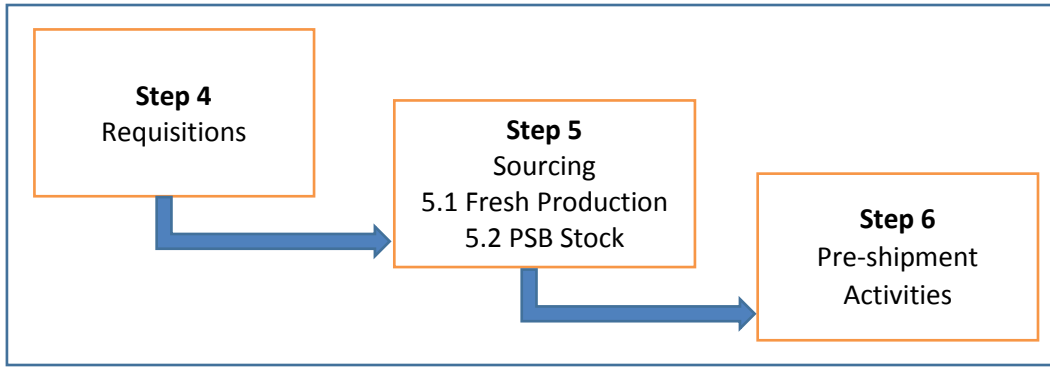 Step 4
Requisitions
Step 5
Sourcing
5.1 Fresh Production
5.2 PSB Stock
Step 6
Pre-shipment
Activities